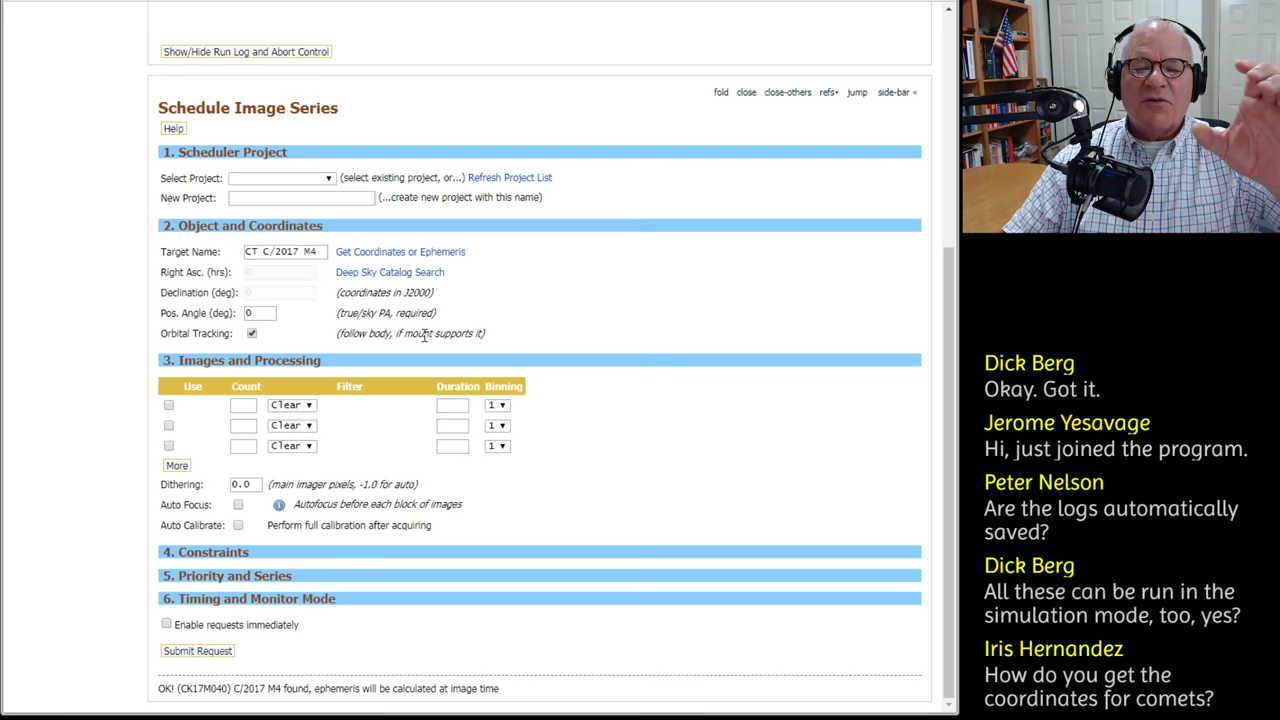 Show/Hide Run Log and Abort Control
fold close close-others refs• jump side-bar «
Schedule Image Series
Help
1. Scheduler Project
Select Project: (select existing project, or...) Refresh Project List
New Project: (...create new project with this name)
2. Object and Coordinates
Target Name: CT C/2017 M4 Get Coordinates or Ephemeris
Right Asc. (hrs): 0 Deep Sky Catalog Search
Declination (deg): 0 (coordinates in J2000)
Pos. Angle (deg): 0 (true/sky PA, required)
Orbital Tracking: (follow body, if mount supports it)
3. Images and Processing
Use Count Filter Duration Binning
Clear 1
Clear 1
Clear 1
More
Dithering: 0.0 (main imager pixels, -1.0 for auto)
Auto Focus: i Autofocus before each block of images
Auto Calibrate: Perform full calibration after acquiring
4. Constraints
5. Priority and Series
6. Timing and Monitor Mode
Enable requests immediately
Submit Request
OK! (CK17M040) C/2017 M4 found, ephemeris will be calculated at image time
Dick Berg
Okay. Got it.
Jerome Yesavage
Hi, just joined the program.
Peter Nelson
Are the logs automatically
saved?
Dick Berg
All these can be run in the
simulation mode, too, yes?
Iris Hernandez
How do you get the
coordinates for comets?